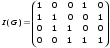 I(G) =
1 0 0 1 0
1 1 0 0 1
0 1 1 0 0
0 0 1 1 1